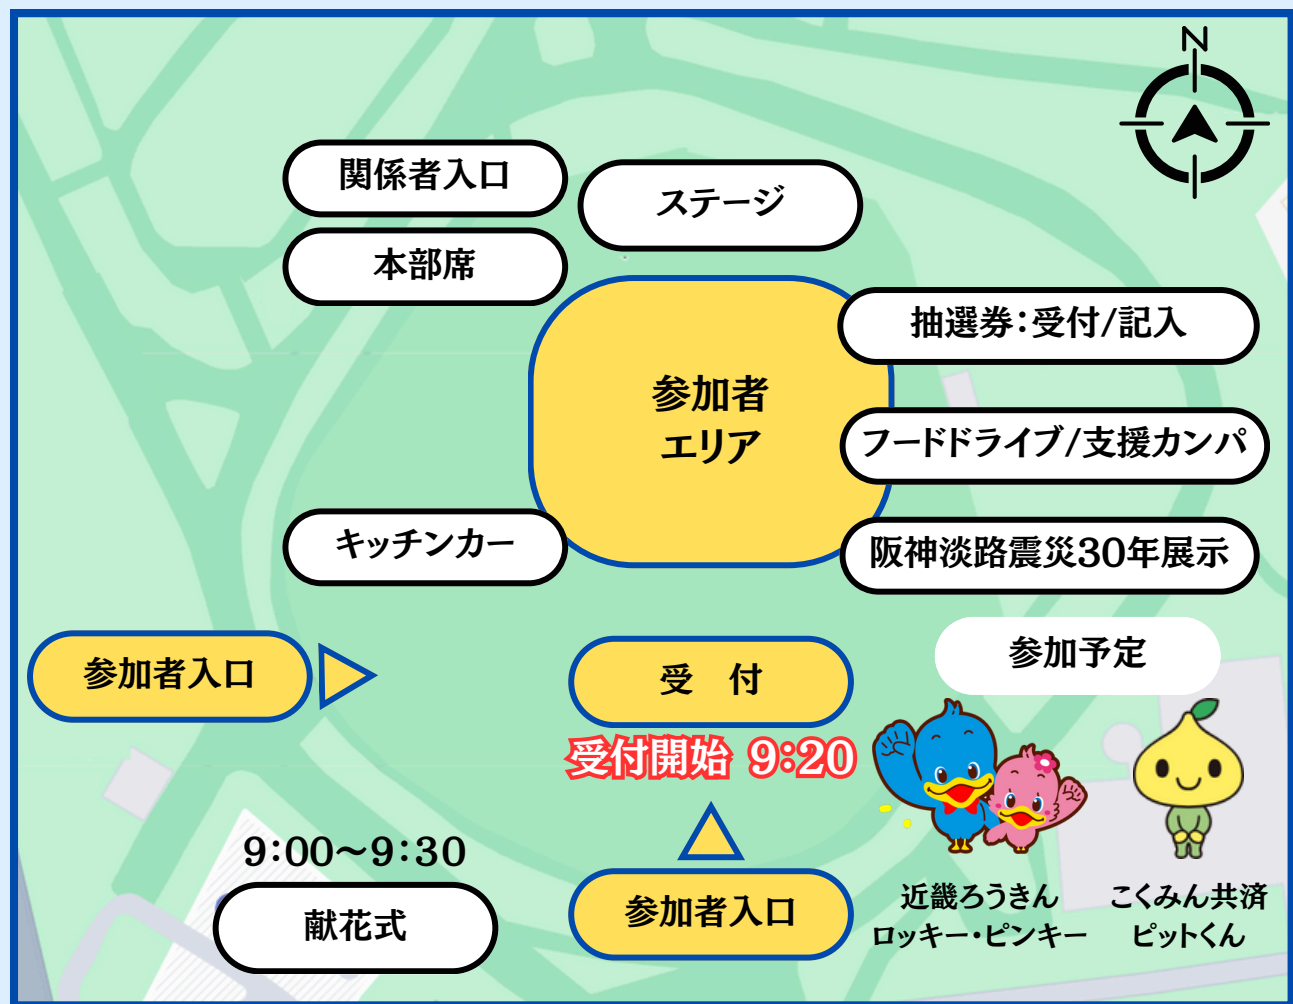 N
関係者入口
ステージ
本部席
抽選券：受付/記入
参加者
エリア
フードドライブ/支援カンパ
キッチンカー
阪神淡路震災30年展示
参加者入口
受　付
参加予定
受付開始 9:20
9:00～9:30
献花式
参加者入口
近畿ろうきん
ロッキー・ピンキー
こくみん共済
ピットくん